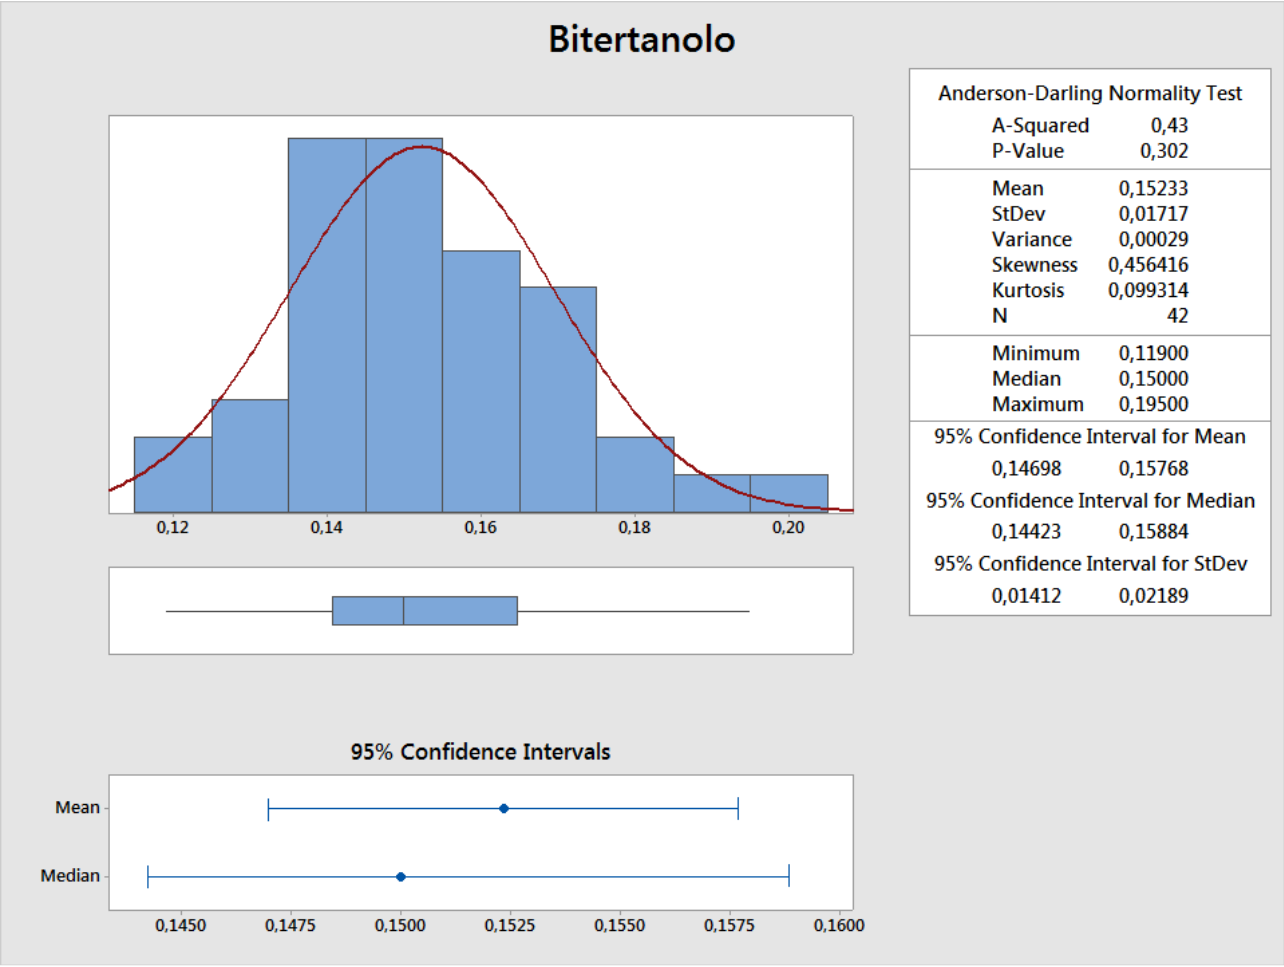 Bitertanolo
0,12 0,14 0,16 0,18 0,20
95% Confidence Intervals
Mean
Median
0,1450 0,1475 0,1500 0,1525 0,1550 0,1575 0,1600
Anderson-Darling Normality Test
A-Squared 0,43
P-Value 0,302
Mean 0,15233
StDev 0,01717
Variance 0,00029
Skewness 0,456416
Kurtosis 0,099314
N 42
Minimum 0,11900
Median 0,15000
Maximum 0,19500
95% Confidence Interval for Mean
0,14698 0,15768
95% Confidence Interval for Median
0,14423 0,15884
95% Confidence Interval for StDev
0,01412 0,02189